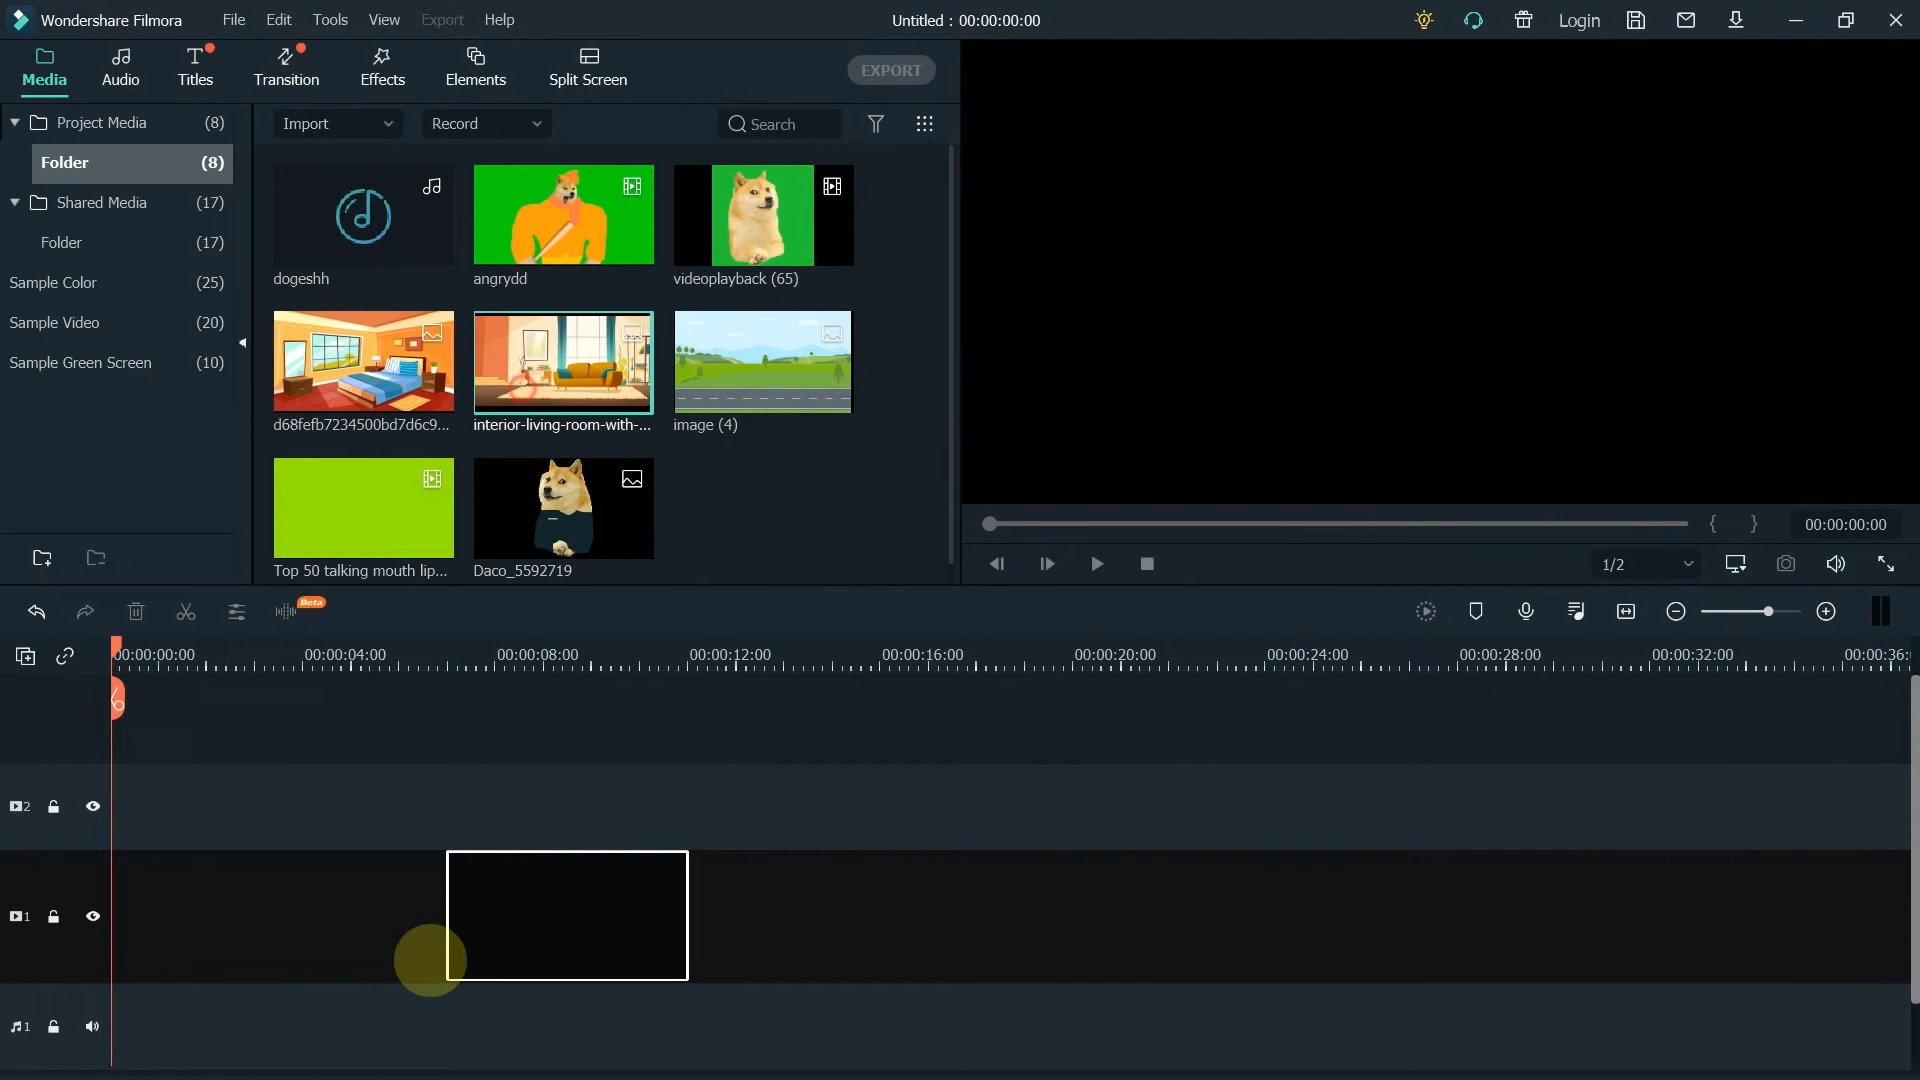 Wondershare Filmora File Edit Tools View Export Help Untitled : 00:00:00:00 Login
Media Audio Titles Transition Effects Elements Split Screen EXPORT
Project Media (8)
Folder (8)
Shared Media (17)
Folder (17)
Sample Color (25)
Sample Video (20)
Sample Green Screen (10)
Import Record Search
dogeshh angrydd videoplayback (65)
d68fefb7234500bd7d6c9... interior-living-room-with-... image (4)
Top 50 talking mouth lip... Daco_5592719
00:00:00:00
1/2
Beta
00:00:00:00 00:00:04:00 00:00:08:00 00:00:12:00 00:00:16:00 00:00:20:00 00:00:24:00 00:00:28:00 00:00:32:00 00:00:36:
2
1
1